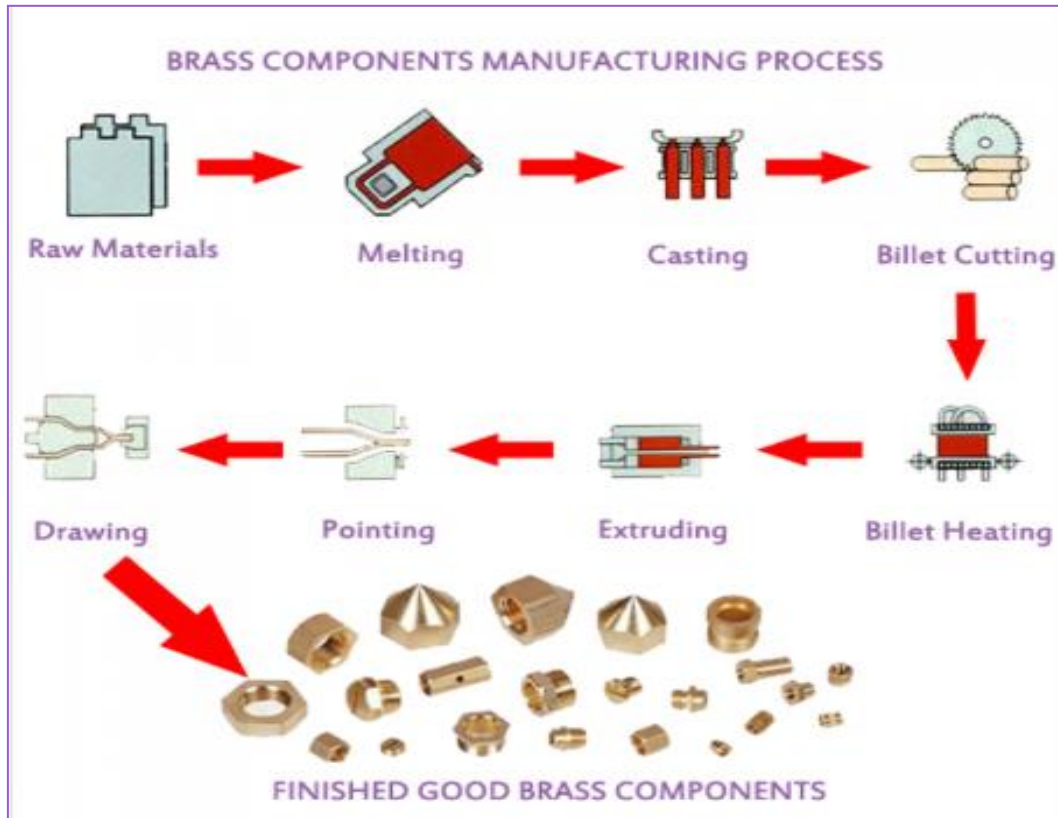 BRASS COMPONENTS MANUFACTURING PROCESS
Raw Materials
Melting
Casting
Billet Cutting
Drawing
Pointing
Extruding
Billet Heating
FINISHED GOOD BRASS COMPONENTS